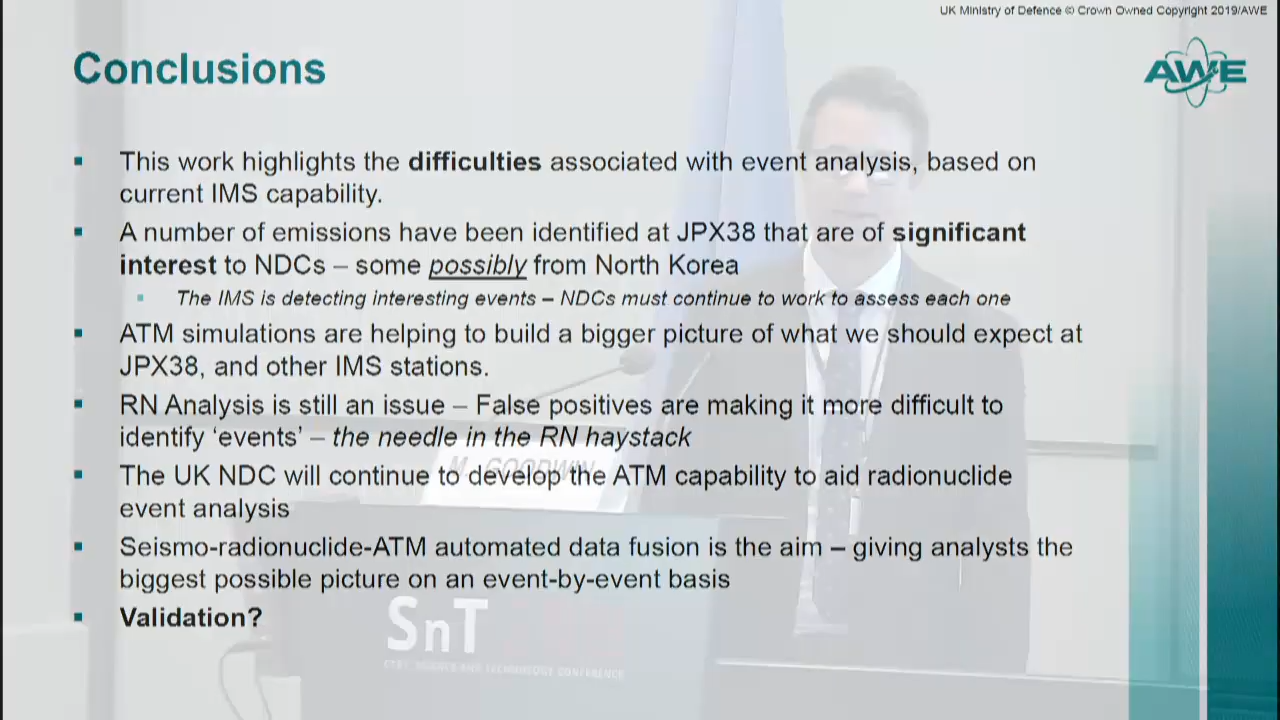 UK Ministry of Defence © Crown Owned Copyright 2019/AWE
Conclusions
AWE
▪ This work highlights the difficulties associated with event analysis, based on
current IMS capability.
▪ A number of emissions have been identified at JPX38 that are of significant
interest to NDCs – some possibly from North Korea
▪ The IMS is detecting interesting events – NDCs must continue to work to assess each one
▪ ATM simulations are helping to build a bigger picture of what we should expect at
JPX38, and other IMS stations.
▪ RN Analysis is still an issue – False positives are making it more difficult to
identify ‘events’ – the needle in the RN haystack
M. GOODWIN
▪ The UK NDC will continue to develop the ATM capability to aid radionuclide
event analysis
▪ Seismo-radionuclide-ATM automated data fusion is the aim – giving analysts the
biggest possible picture on an event-by-event basis
▪ Validation?
SnT
SCIENCE AND TECHNOLOGY CONFERENCE